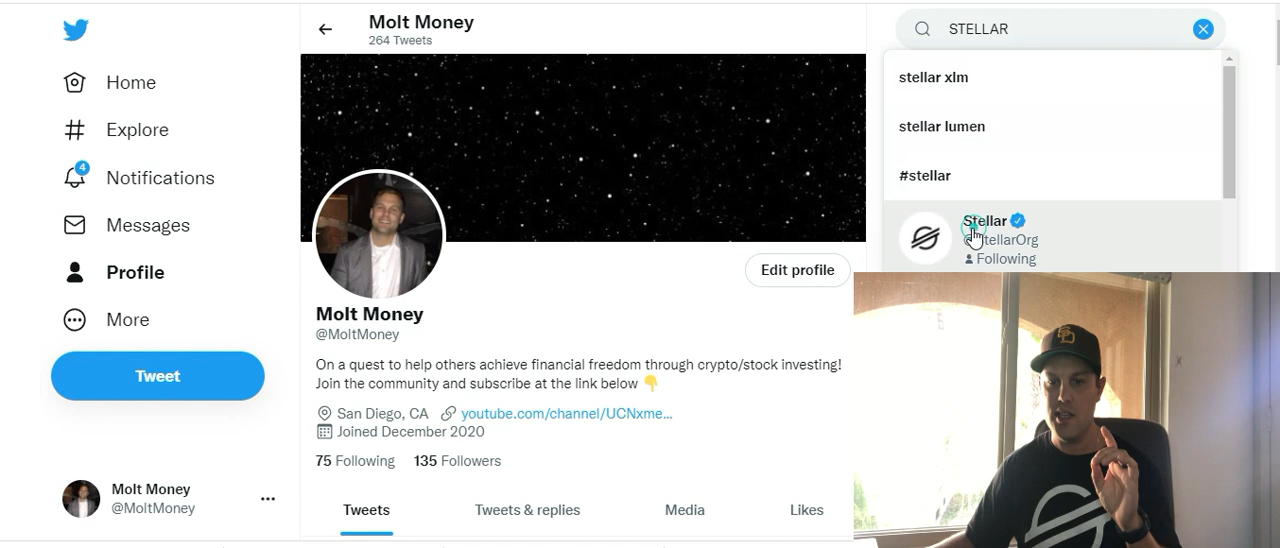 Molt Money
264 Tweets
STELLAR
Home
Explore
4
Notifications
Messages
Profile
More
Tweet
Molt Money
@MoltMoney
stellar xlm
stellar lumen
#stellar
Stellar
@StellarOrg
Following
Edit profile
Molt Money
@MoltMoney
On a quest to help others achieve financial freedom through crypto/stock investing!
Join the community and subscribe at the link below 👇
San Diego, CA youtube.com/channel/UCNxme...
Joined December 2020
75 Following 135 Followers
Tweets Tweets & replies Media Likes
SD